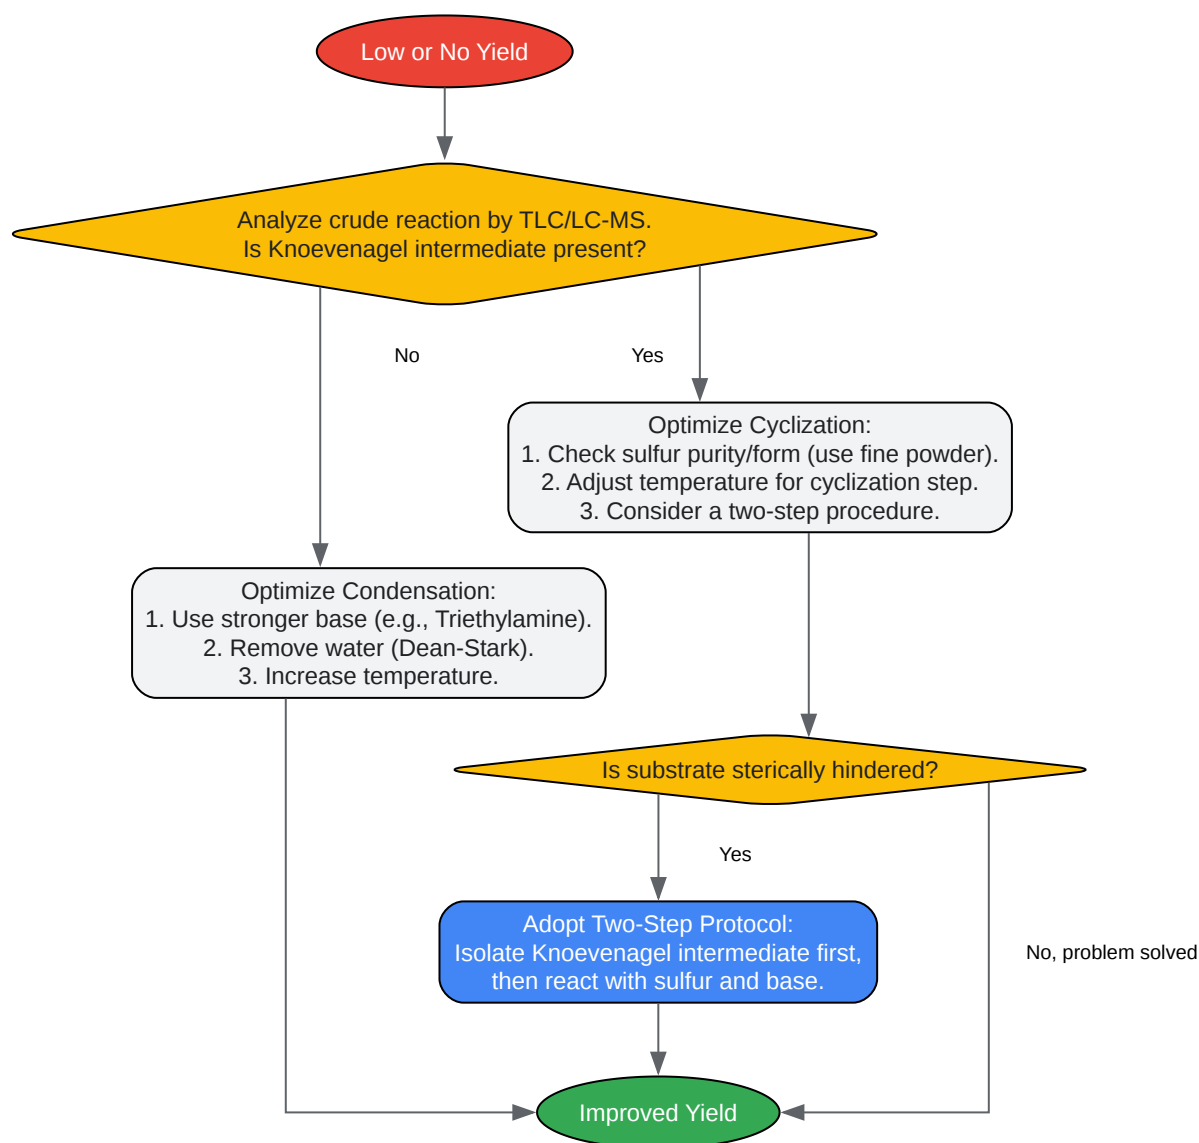 Low or No Yield
Analyze crude reaction by TLC/LC-MS.
Is Knoevenagel intermediate present?
No
Yes
Optimize Cyclization:
1. Check sulfur purity/form (use fine powder).
2. Adjust temperature for cyclization step.
3. Consider a two-step procedure.
Optimize Condensation:
1. Use stronger base (e.g., Triethylamine).
2. Remove water (Dean-Stark).
3. Increase temperature.
Is substrate sterically hindered?
Yes
Adopt Two-Step Protocol:
Isolate Knoevenagel intermediate first,
then react with sulfur and base.
No, problem solved
Improved Yield